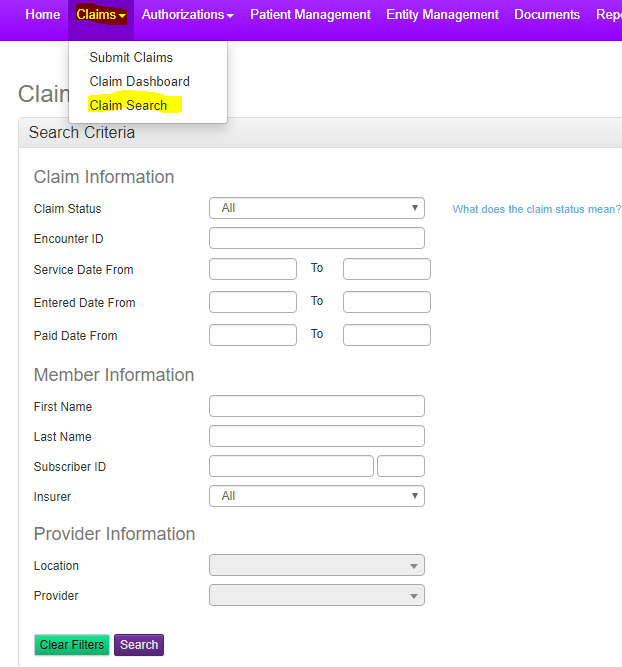 Home Claims Authorizations Patient Management Entity Management Documents
Submit Claims
Claim Dashboard
Claim Search
Search Criteria
Claim Information
Claim Status All What does the claim status mean?
Encounter ID
Service Date From To
Entered Date From To
Paid Date From To
Member Information
First Name
Last Name
Subscriber ID
Insurer All
Provider Information
Location
Provider
Clear Filters Search